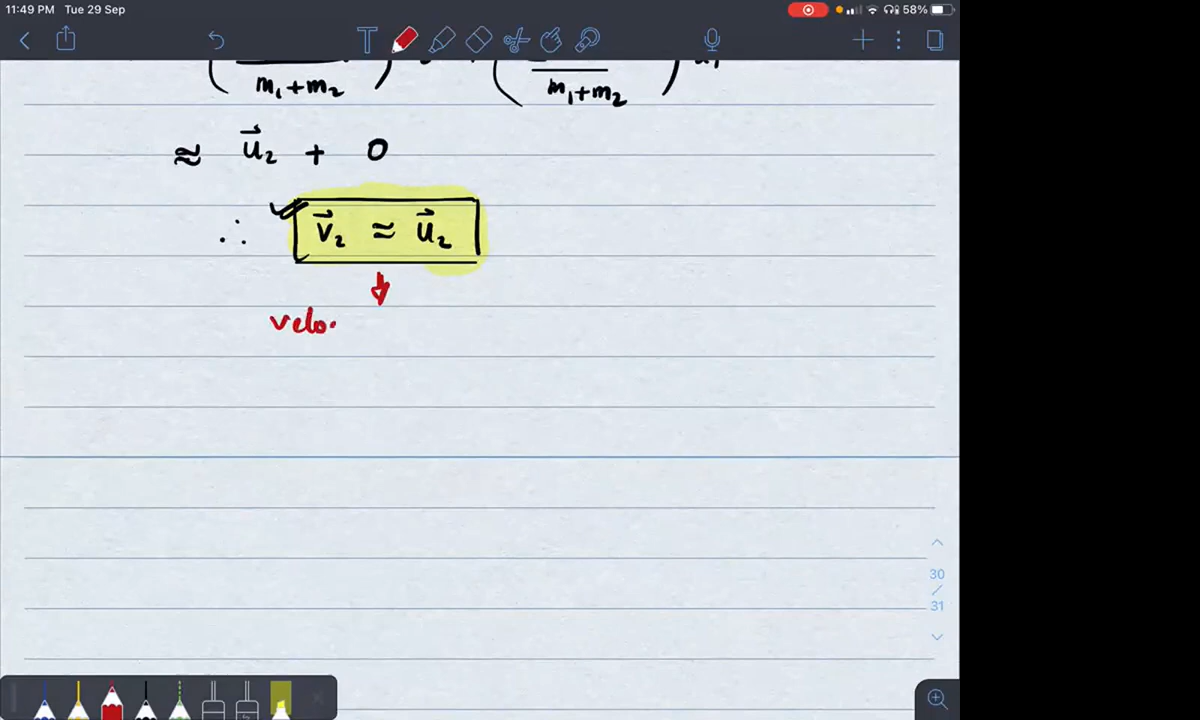 11:49 PM Tue 29 Sep 58%
m₁+m₂ m₁+m₂
≈ u⃗₂ + 0
∴ v⃗₂ ≈ u⃗₂
velo.
30
31